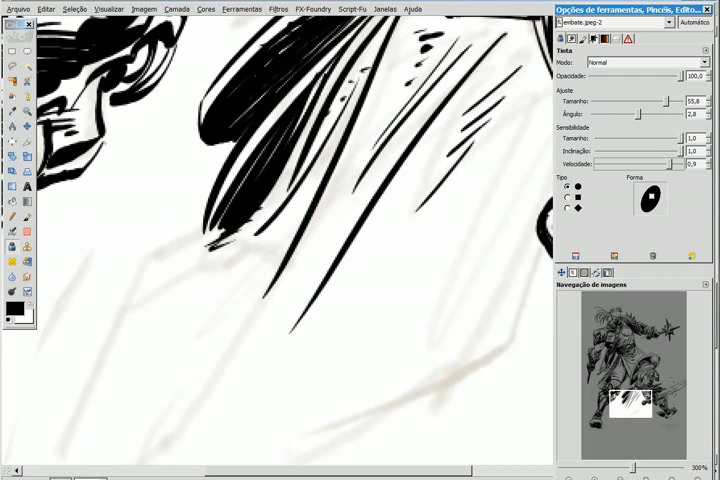 Arquivo Editar Seleção Visualizar Imagem Camada Cores Ferramentas Filtros FX-Foundry Script-Fu Janelas Ajuda
Opções de ferramentas, Pincéis, Edito...
embate.jpeg-2 Automático
Tinta
Modo: Normal
Opacidade: 100,0
Ajuste
Tamanho: 55,8
Ângulo: 2,8
Sensibilidade
Tamanho: 1,0
Inclinação: 1,0
Velocidade: 0,9
Tipo Forma
Navegação de imagens
300%